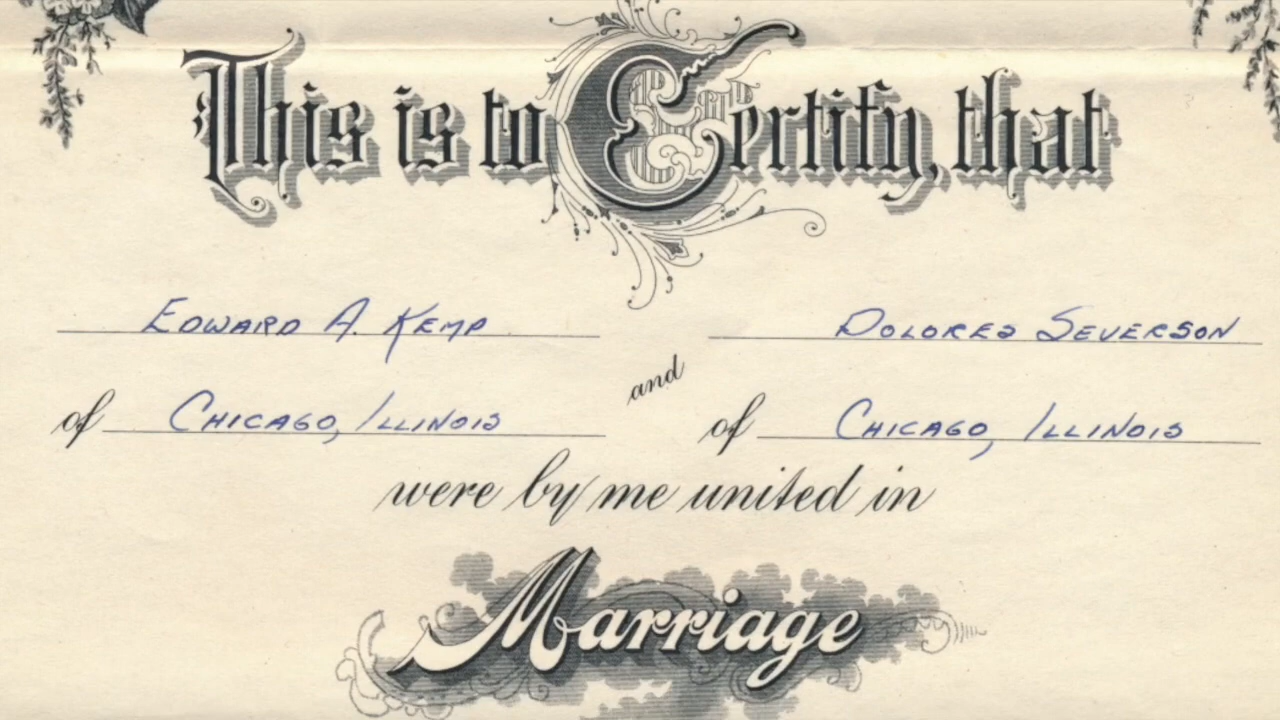 This is to Certify, that
Edward A. Kemp
Dolores Severson
and
of Chicago, Illinois
of Chicago, Illinois
were by me united in
Marriage